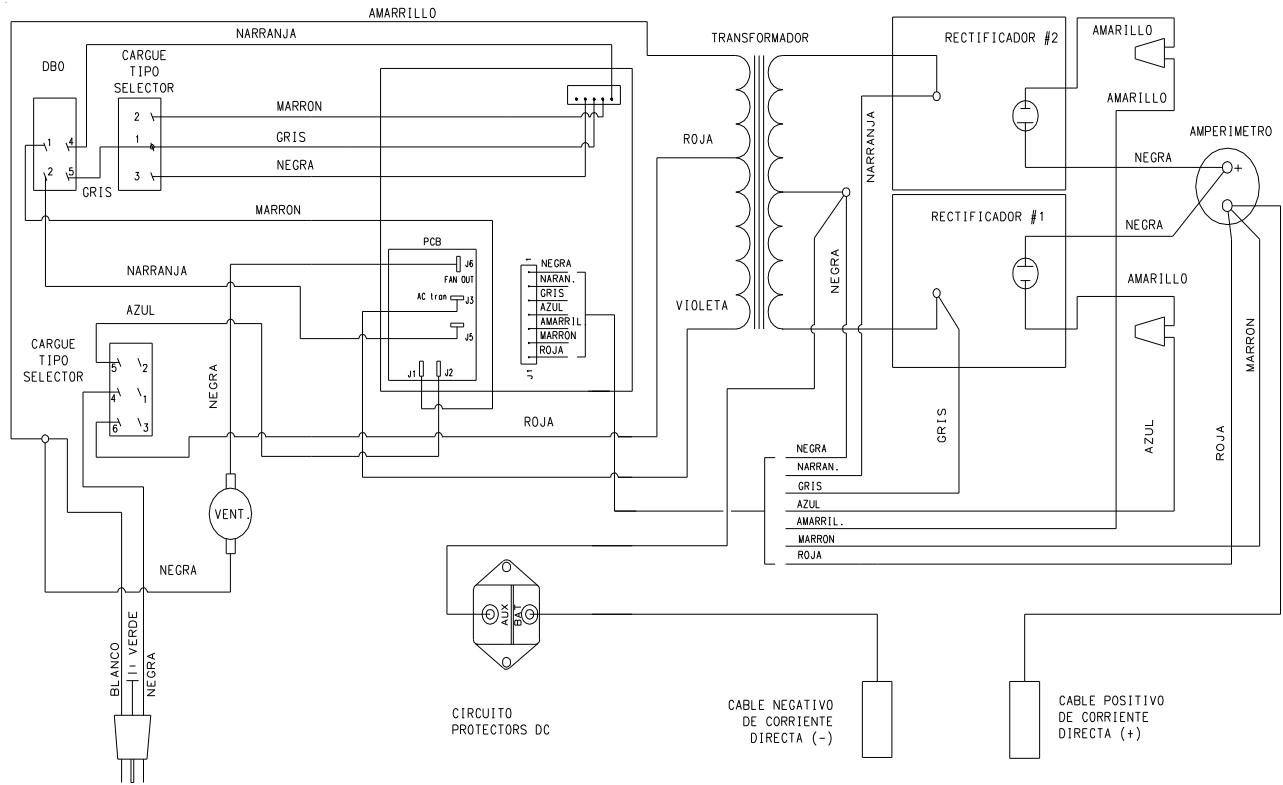 AMARRILLO
NARRANJA
DB0
CARGUE
TIPO
SELECTOR
2
1
3
MARRON
GRIS
NEGRA
1 4
2 5
GRIS
MARRON
NARRANJA
AZUL
CARGUE
TIPO
SELECTOR
5 2
4 1
6 3
PCB
J6
FAN OUT
AC tran
J3
J5
J1
J2
1
NEGRA
NARAN.
GRIS
AZUL
AMARRIL
MARRON
ROJA
J1
NEGRA
ROJA
VENT.
NEGRA
BLANCO
VERDE
NEGRA
TRANSFORMADOR
ROJA
VIOLETA
NEGRA
NARRANJA
RECTIFICADOR #2
RECTIFICADOR #1
AMARILLO
AMARILLO
AMPERIMETRO
+
NEGRA
NEGRA
AMARILLO
MARRON
GRIS
AZUL
ROJA
NEGRA
NARRAN.
GRIS
AZUL
AMARRIL.
MARRON
ROJA
AUX
BAT
CIRCUITO
PROTECTORS DC
CABLE NEGATIVO
DE CORRIENTE
DIRECTA (-)
CABLE POSITIVO
DE CORRIENTE
DIRECTA (+)